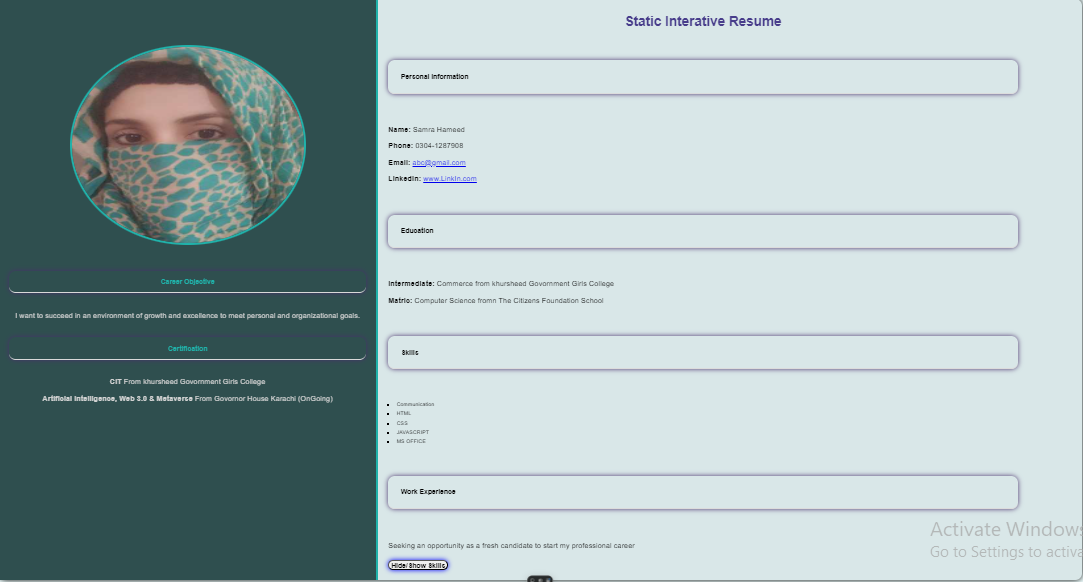 Static Interative Resume
Career Objective
I want to succeed in an environment of growth and excellence to meet personal and organizational goals.
Certification
CIT From khursheed Govornment Girls College
Artificial Intelligence, Web 3.0 & Metaverse From Govornor House Karachi (OnGoing)
Personal Information
Name: Samra Hameed
Phone: 0304-1287908
Email: abc@gmail.com
Linkedin: www.LinkIn.com
Education
Intermediate: Commerce from khursheed Govornment Girls College
Matric: Computer Science fromn The Citizens Foundation School
Skills
Communication
HTML
CSS
JAVASCRIPT
MS OFFICE
Work Experience
Seeking an opportunity as a fresh candidate to start my professional career
Hide/Show Skills
Activate Windows
Go to Settings to activa